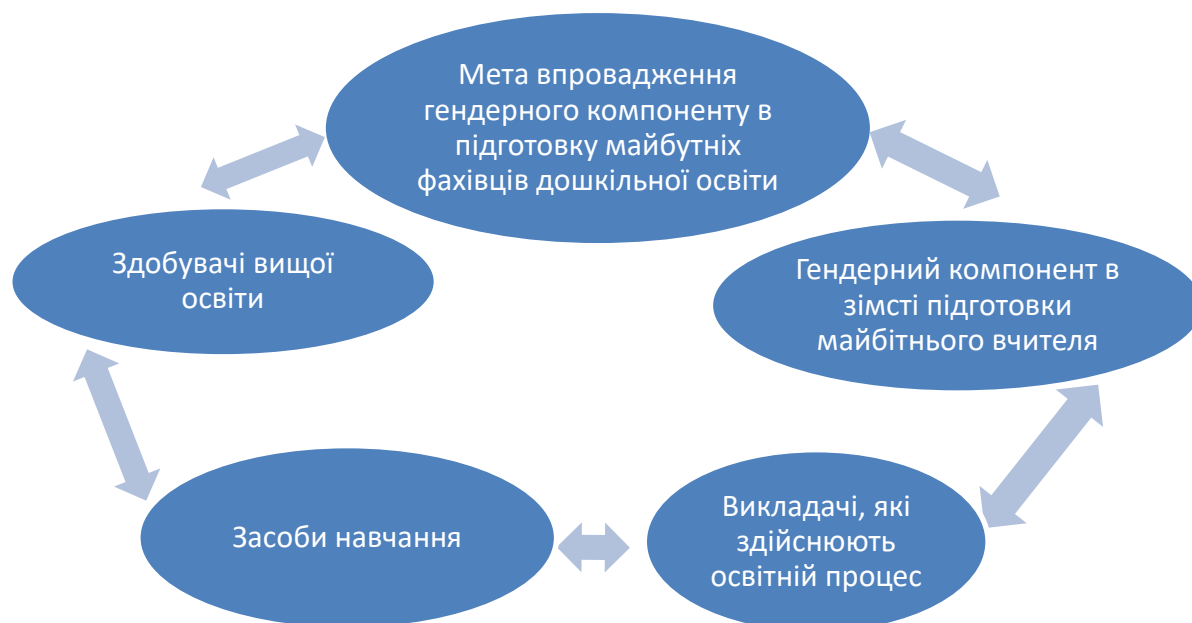 Мета впровадження
гендерного компоненту в
підготовку майбутніх
фахівців дошкільної освіти
Здобувачі вищої
освіти
Гендерний компонент в
зімсті підготовки
майбітнього вчителя
Засоби навчання
Викладачі, які
здійснюють
освітній процес